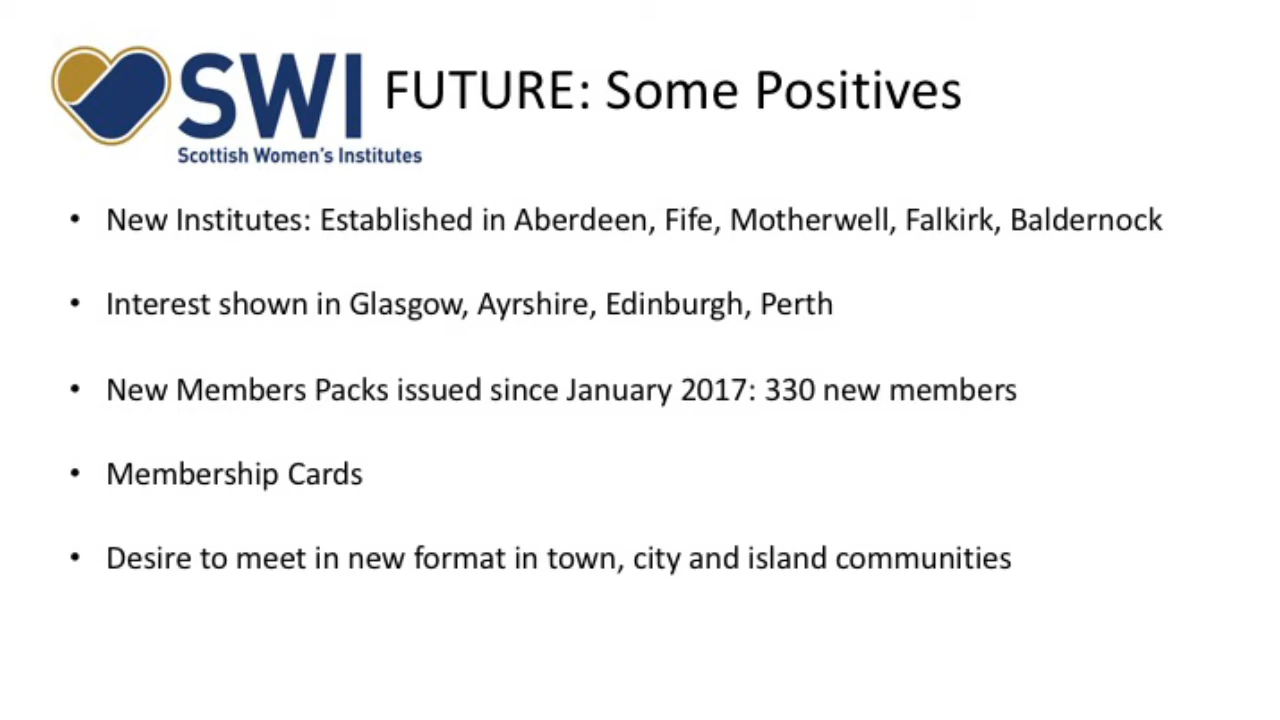 SWI FUTURE: Some Positives
Scottish Women's Institutes
• New Institutes: Established in Aberdeen, Fife, Motherwell, Falkirk, Baldernock
• Interest shown in Glasgow, Ayrshire, Edinburgh, Perth
• New Members Packs issued since January 2017: 330 new members
• Membership Cards
• Desire to meet in new format in town, city and island communities